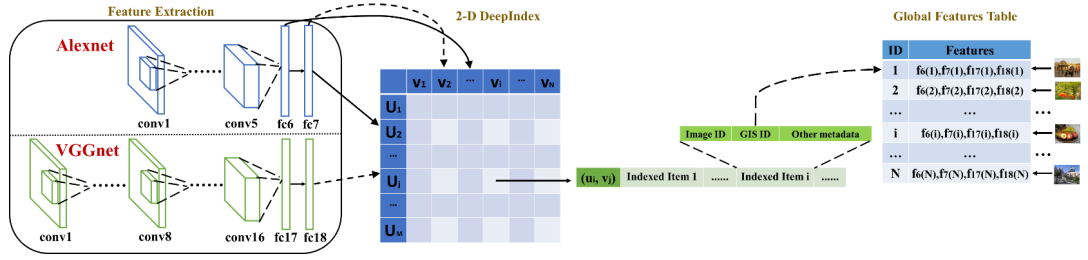 Feature Extraction
Alexnet
conv1
conv5
fc6
fc7
VGGnet
conv1
conv8
conv16
fc17
fc18
2-D DeepIndex
V1 V2 ... Vi ... VN
U1
U2
...
Uj
...
UM
(ui, vj) Indexed Item 1 ...... Indexed Item i ......
Image ID GIS ID Other metadata
Global Features Table
ID Features
1 f6(1),f7(1),f17(1),f18(1)
2 f6(2),f7(2),f17(2),f18(2)
... ... ...
i f6(i),f7(i),f17(i),f18(i)
... ... ...
N f6(N),f7(N),f17(N),f18(N)